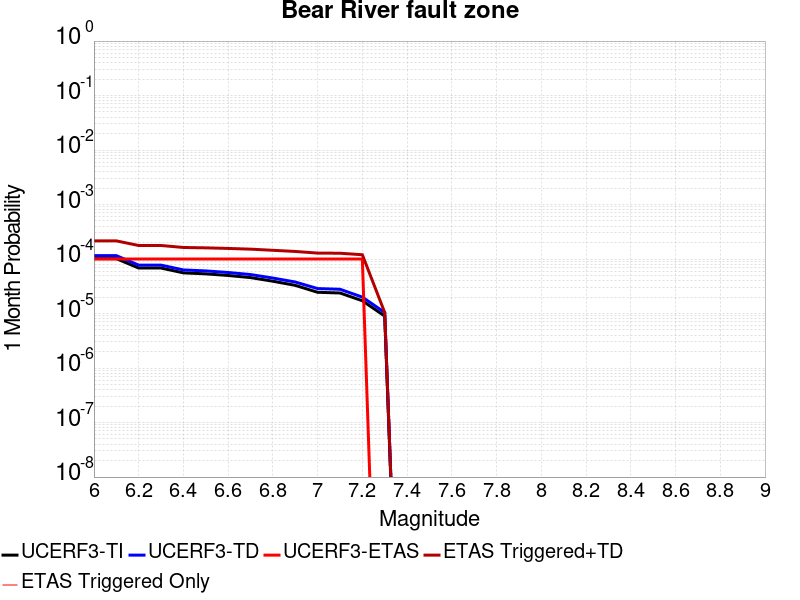 Bear River fault zone
1 Month Probability
10^0
10^-1
10^-2
10^-3
10^-4
10^-5
10^-6
10^-7
10^-8
6 6.2 6.4 6.6 6.8 7 7.2 7.4 7.6 7.8 8 8.2 8.4 8.6 8.8 9
Magnitude
UCERF3-TI UCERF3-TD UCERF3-ETAS ETAS Triggered+TD
ETAS Triggered Only